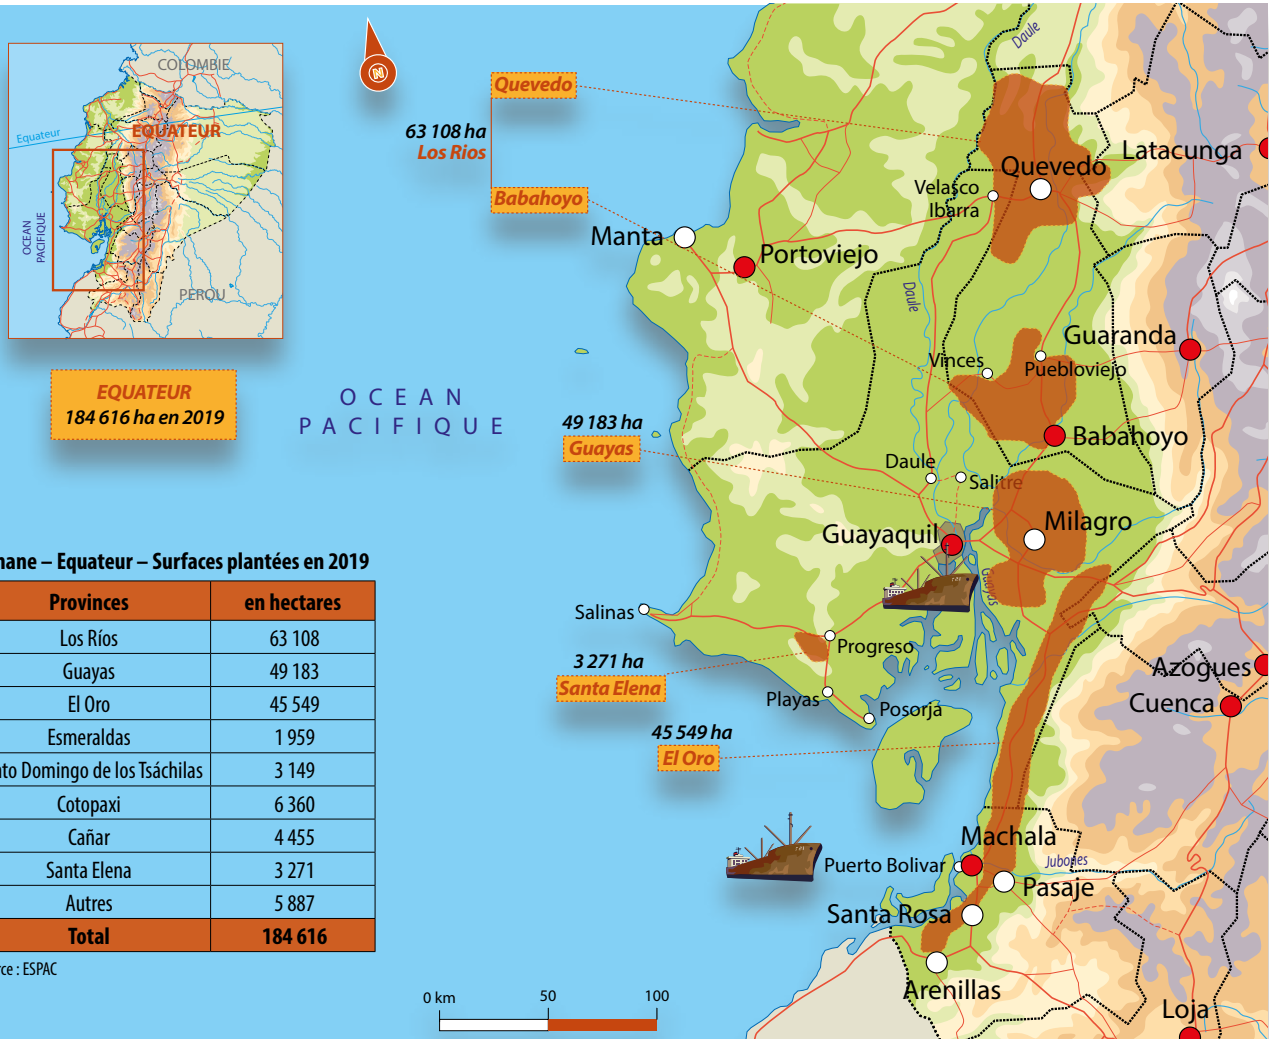 COLOMBIE
Equateur
EQUATEUR
OCEAN
PACIFIQUE
PEROU
N
EQUATEUR
184 616 ha en 2019
OCEAN
PACIFIQUE
Quevedo
63 108 ha
Los Rios
Babahoyo
49 183 ha
Guayas
3 271 ha
Santa Elena
45 549 ha
El Oro
Daule
Latacunga
Quevedo
Velasco
Ibarra
Manta
Portoviejo
Daule
Guaranda
Vinces
Puebloviejo
Babahoyo
Daule
Salitre
Milagro
Guayaquil
Guayas
Salinas
Progreso
Azogues
Cuenca
Playas
Posorja
Machala
Puerto Bolivar
Jubones
Pasaje
Santa Rosa
Arenillas
Loja
– Equateur – Surfaces plantées en 2019
Provinces en hectares
Los Ríos 63 108
Guayas 49 183
El Oro 45 549
Esmeraldas 1 959
Domingo de los Tsáchilas 3 149
Cotopaxi 6 360
Cañar 4 455
Santa Elena 3 271
Autres 5 887
Total 184 616
: ESPAC
0 km 50 100